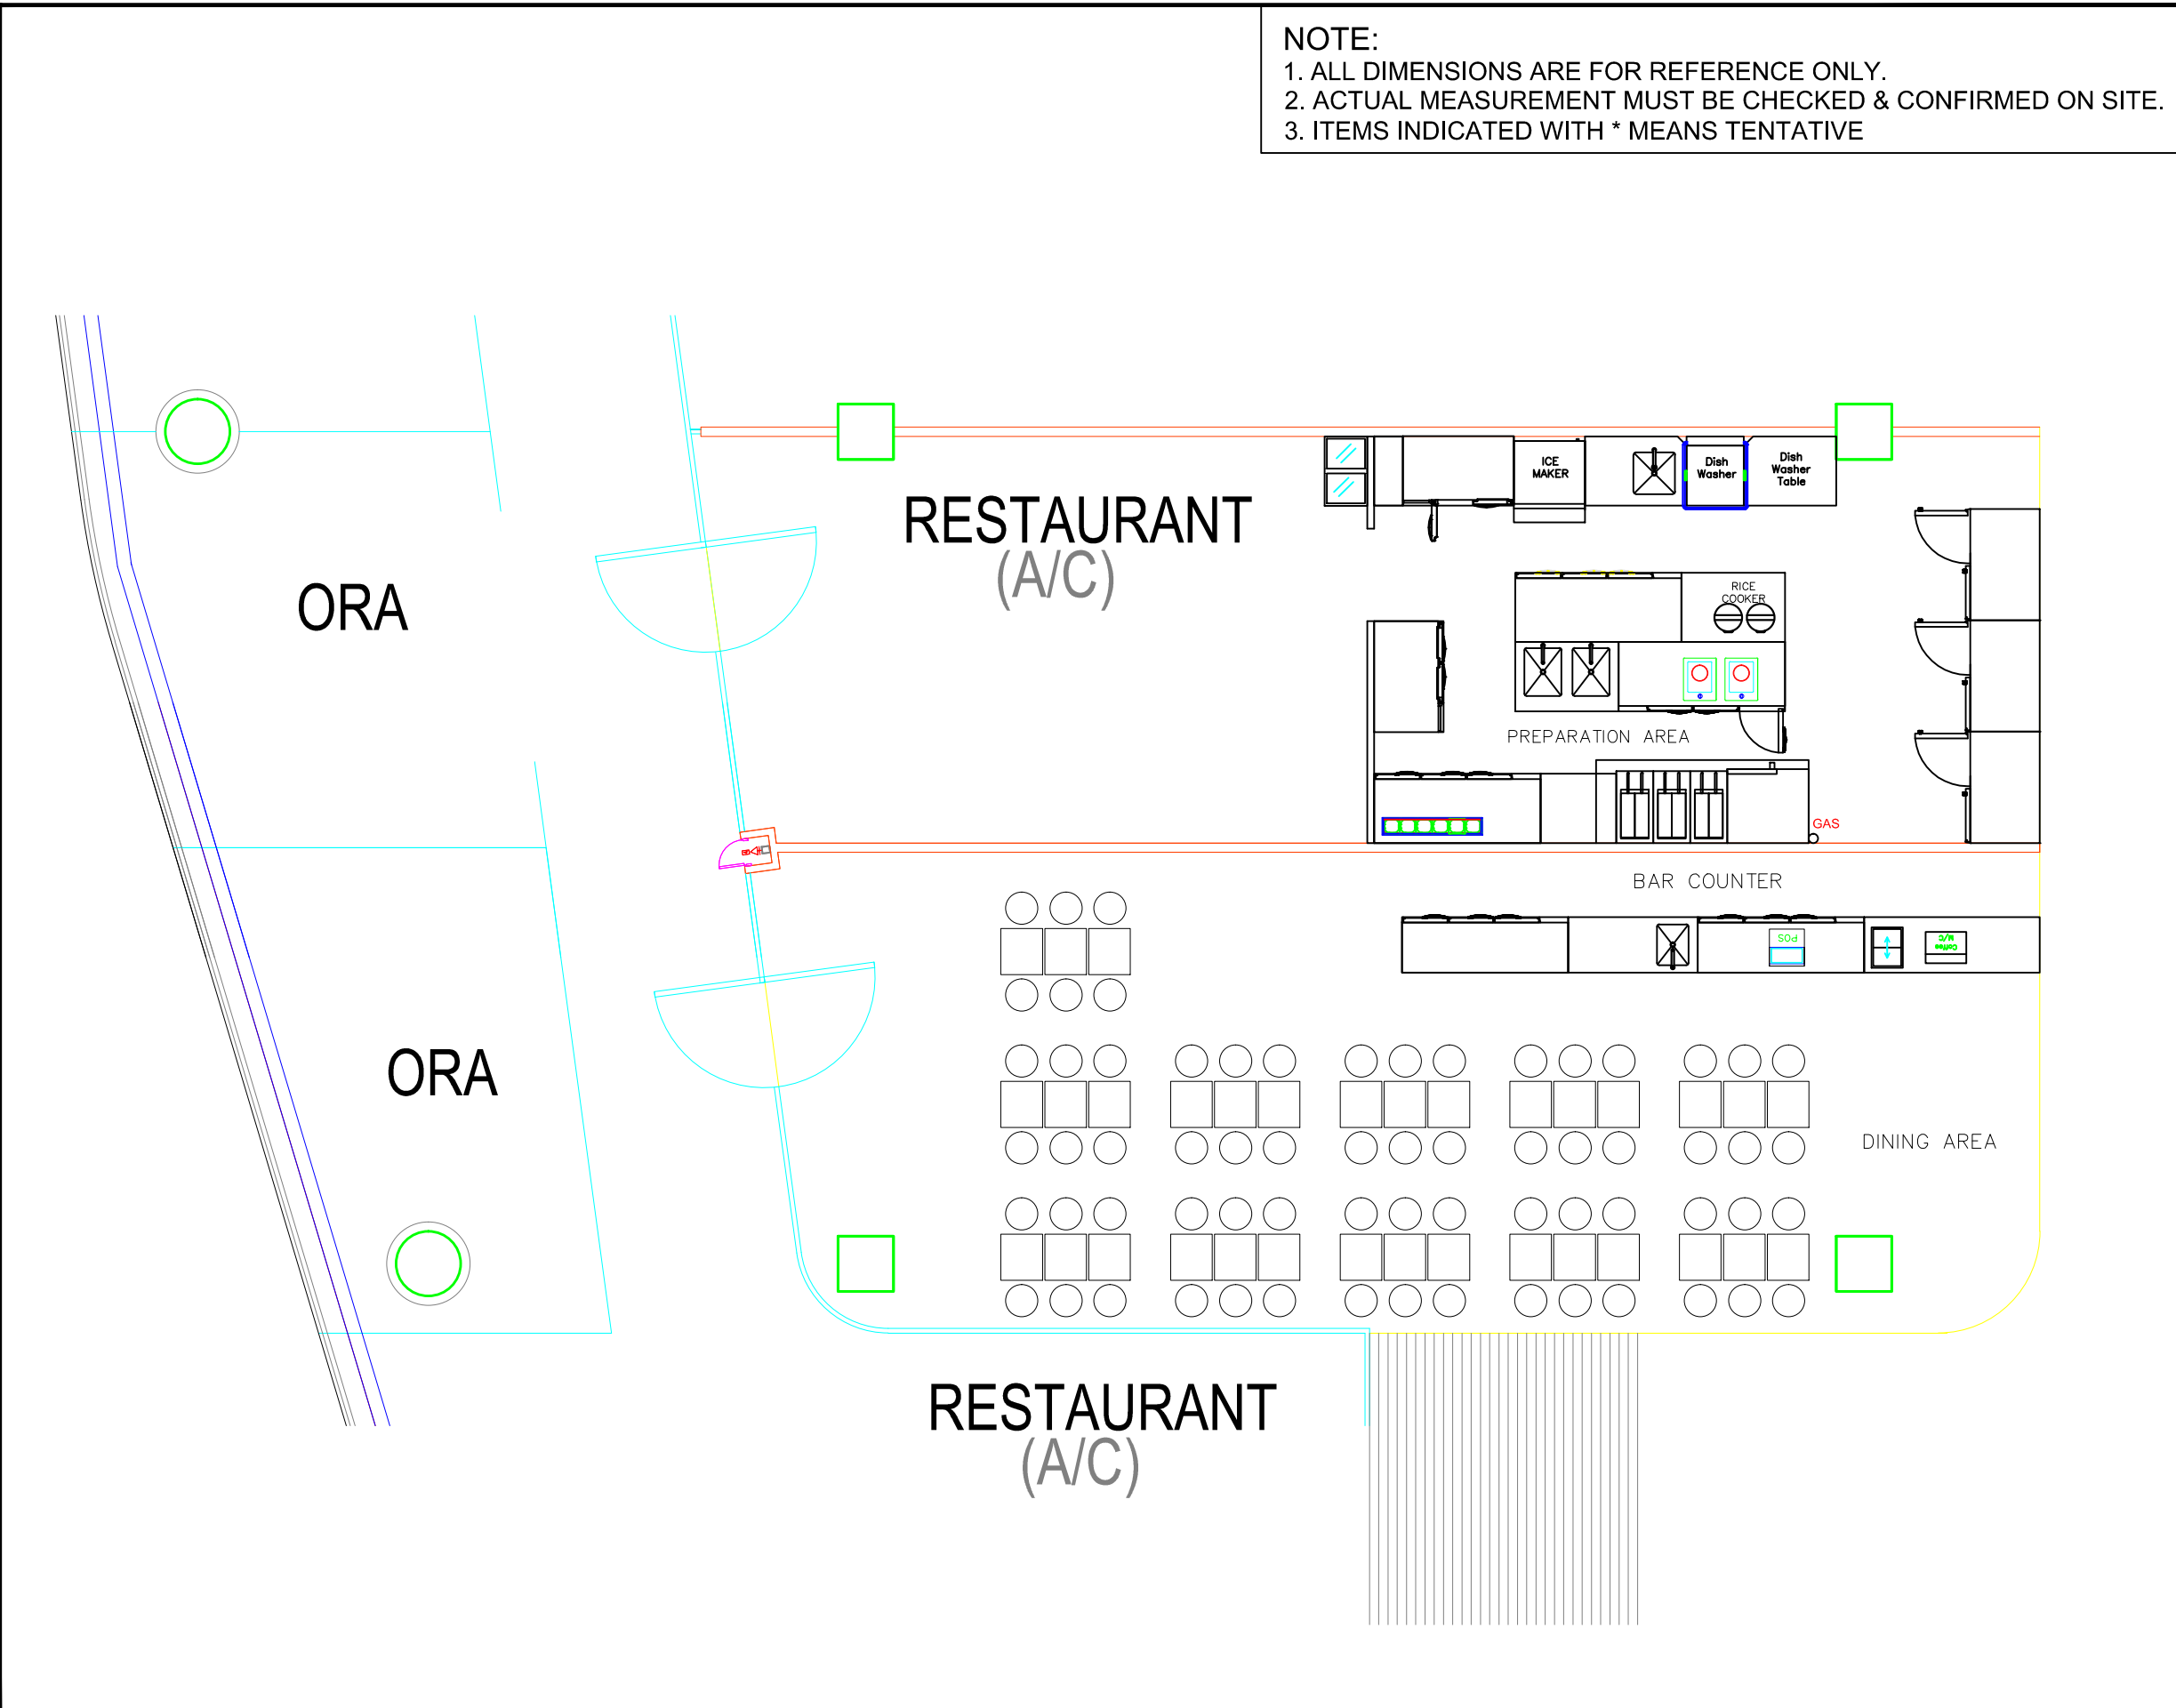 NOTE:
1. ALL DIMENSIONS ARE FOR REFERENCE ONLY.
2. ACTUAL MEASUREMENT MUST BE CHECKED & CONFIRMED ON SITE.
3. ITEMS INDICATED WITH * MEANS TENTATIVE
RESTAURANT
(A/C)
ICE
MAKER
Dish
Washer
Dish
Washer
Table
ORA
RICE
COOKER
PREPARATION AREA
GAS
BAR COUNTER
POS
Coffee
M/C
ORA
DINING AREA
RESTAURANT
(A/C)